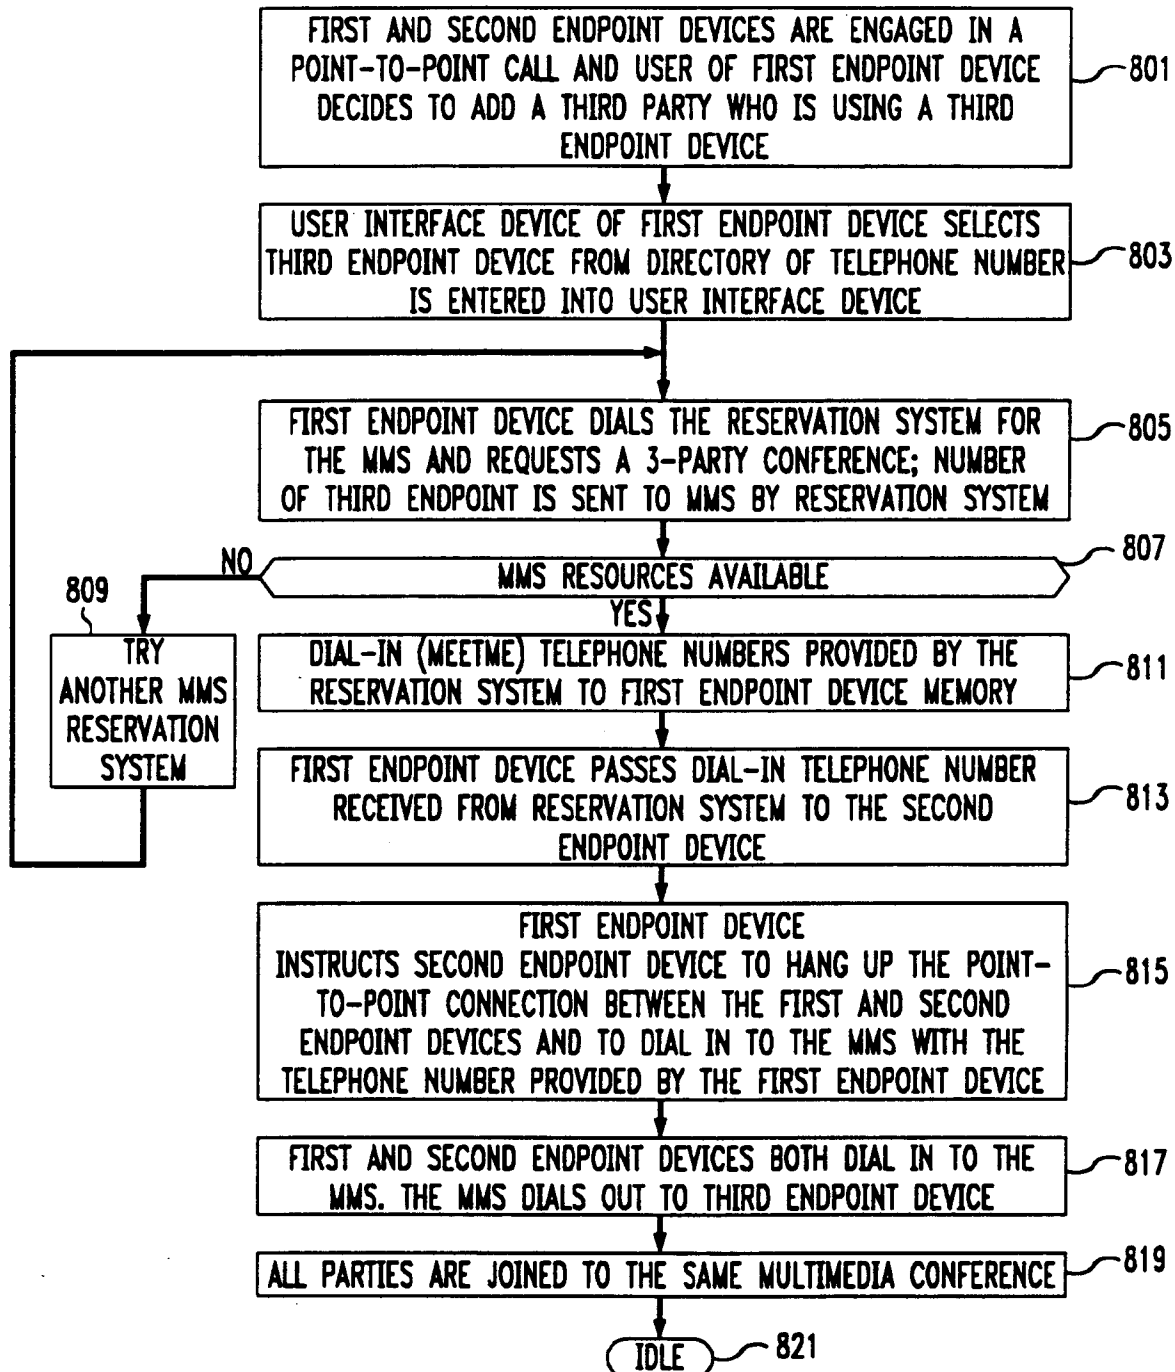 FIRST AND SECOND ENDPOINT DEVICES ARE ENGAGED IN A
POINT-TO-POINT CALL AND USER OF FIRST ENDPOINT DEVICE
DECIDES TO ADD A THIRD PARTY WHO IS USING A THIRD
ENDPOINT DEVICE
801
USER INTERFACE DEVICE OF FIRST ENDPOINT DEVICE SELECTS
THIRD ENDPOINT DEVICE FROM DIRECTORY OF TELEPHONE NUMBER
IS ENTERED INTO USER INTERFACE DEVICE
803
FIRST ENDPOINT DEVICE DIALS THE RESERVATION SYSTEM FOR
THE MMS AND REQUESTS A 3-PARTY CONFERENCE; NUMBER
OF THIRD ENDPOINT IS SENT TO MMS BY RESERVATION SYSTEM
805
MMS RESOURCES AVAILABLE
807
NO
YES
809
TRY
ANOTHER MMS
RESERVATION
SYSTEM
DIAL-IN (MEETME) TELEPHONE NUMBERS PROVIDED BY THE
RESERVATION SYSTEM TO FIRST ENDPOINT DEVICE MEMORY
811
FIRST ENDPOINT DEVICE PASSES DIAL-IN TELEPHONE NUMBER
RECEIVED FROM RESERVATION SYSTEM TO THE SECOND
ENDPOINT DEVICE
813
FIRST ENDPOINT DEVICE
INSTRUCTS SECOND ENDPOINT DEVICE TO HANG UP THE POINT-
TO-POINT CONNECTION BETWEEN THE FIRST AND SECOND
ENDPOINT DEVICES AND TO DIAL IN TO THE MMS WITH THE
TELEPHONE NUMBER PROVIDED BY THE FIRST ENDPOINT DEVICE
815
FIRST AND SECOND ENDPOINT DEVICES BOTH DIAL IN TO THE
MMS. THE MMS DIALS OUT TO THIRD ENDPOINT DEVICE
817
ALL PARTIES ARE JOINED TO THE SAME MULTIMEDIA CONFERENCE
819
IDLE
821